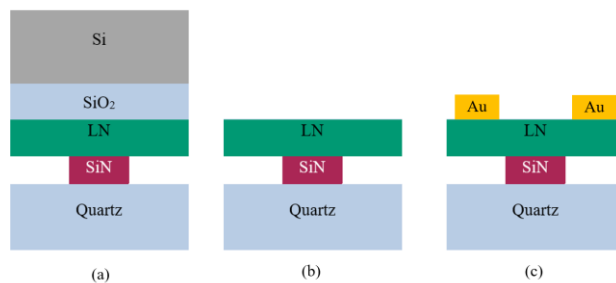 Si
SiO₂
LN
SiN
Quartz
(a)
LN
SiN
Quartz
(b)
Au
Au
LN
SiN
Quartz
(c)